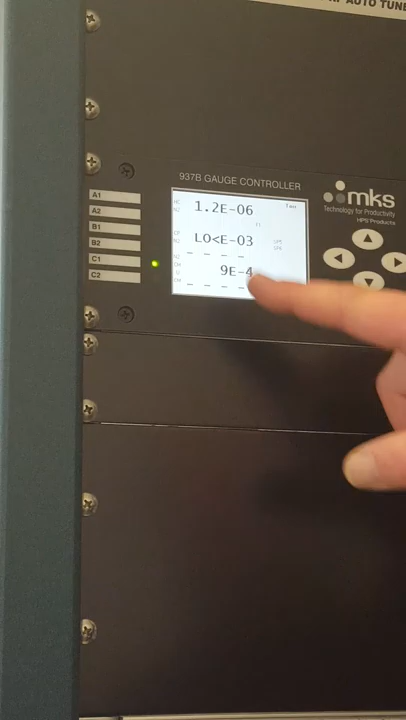 AUTO TUNE
937B GAUGE CONTROLLER
mks
Technology for Productivity
HPS Products
A1
A2
B1
B2
C1
C2
1.2E-06
Torr
LO<E-03
_ _ _ _
9E-4
_ _ _ _